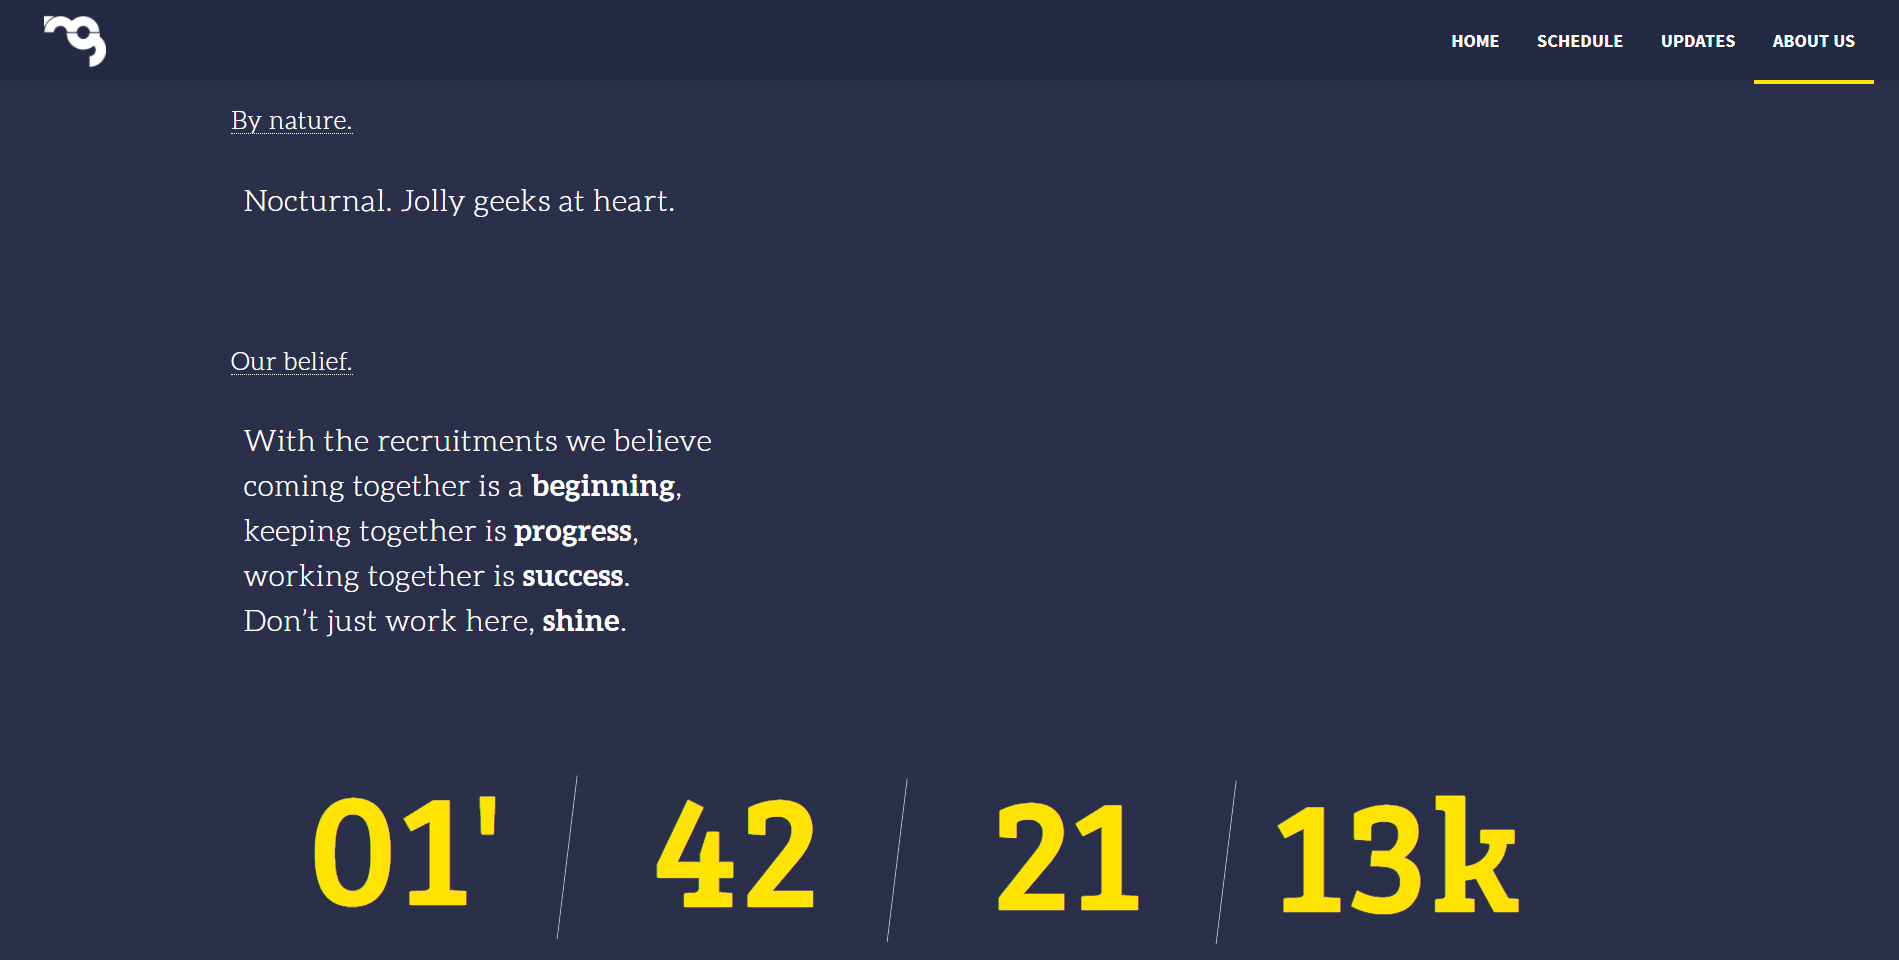 HOME SCHEDULE UPDATES ABOUT US
By nature.
Nocturnal. Jolly geeks at heart.
Our belief.
With the recruitments we believe
coming together is a beginning,
keeping together is progress,
working together is success.
Don’t just work here, shine.
01' 42 21 13k